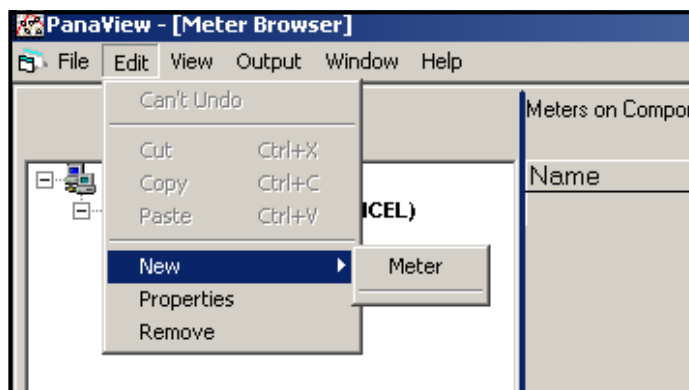 PanaView - [Meter Browser]
File Edit View Output Window Help
Can't Undo
Meters on Compo
Cut Ctrl+X
Name
Copy Ctrl+C
Paste Ctrl+V
ICEL)
New
Meter
Properties
Remove